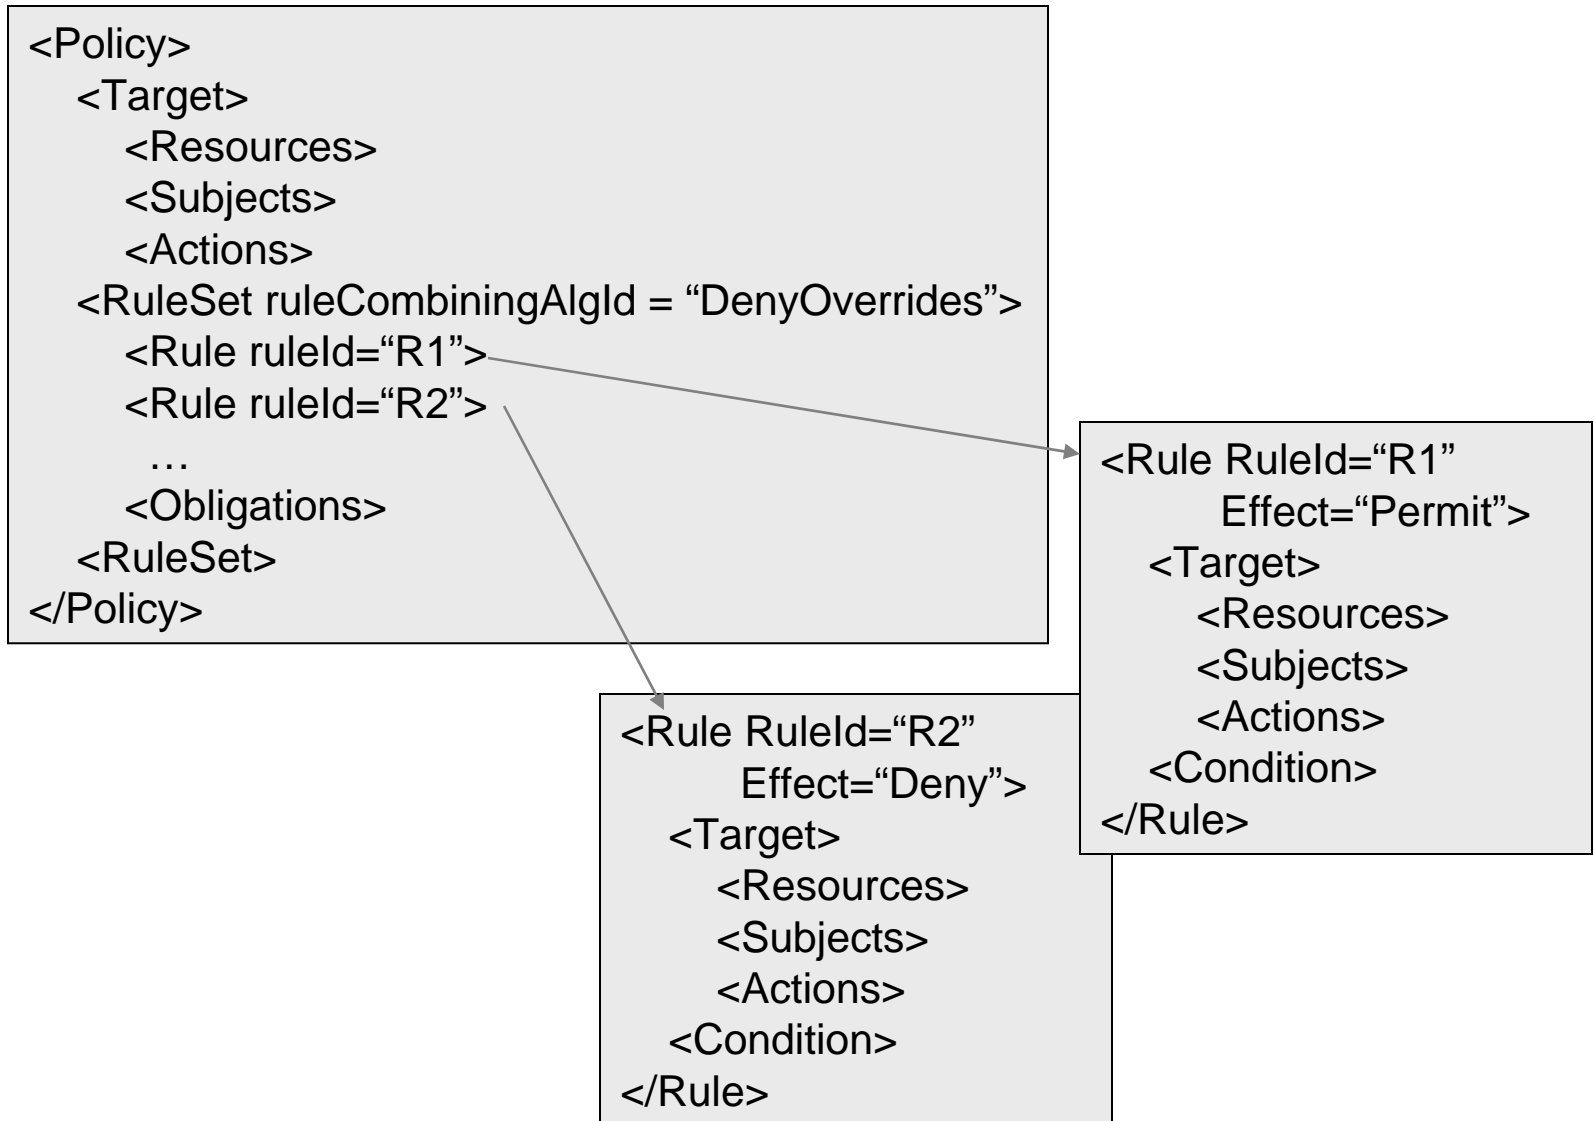 <Policy>
<Target>
<Resources>
<Subjects>
<Actions>
<RuleSet ruleCombiningAlgId = “DenyOverrides”>
<Rule ruleId=“R1”>
<Rule ruleId=“R2”>
…
<Obligations>
<RuleSet>
</Policy>
<Rule RuleId=“R1”
Effect=“Permit”>
<Target>
<Resources>
<Subjects>
<Actions>
<Condition>
</Rule>
<Rule RuleId=“R2”
Effect=“Deny”>
<Target>
<Resources>
<Subjects>
<Actions>
<Condition>
</Rule>